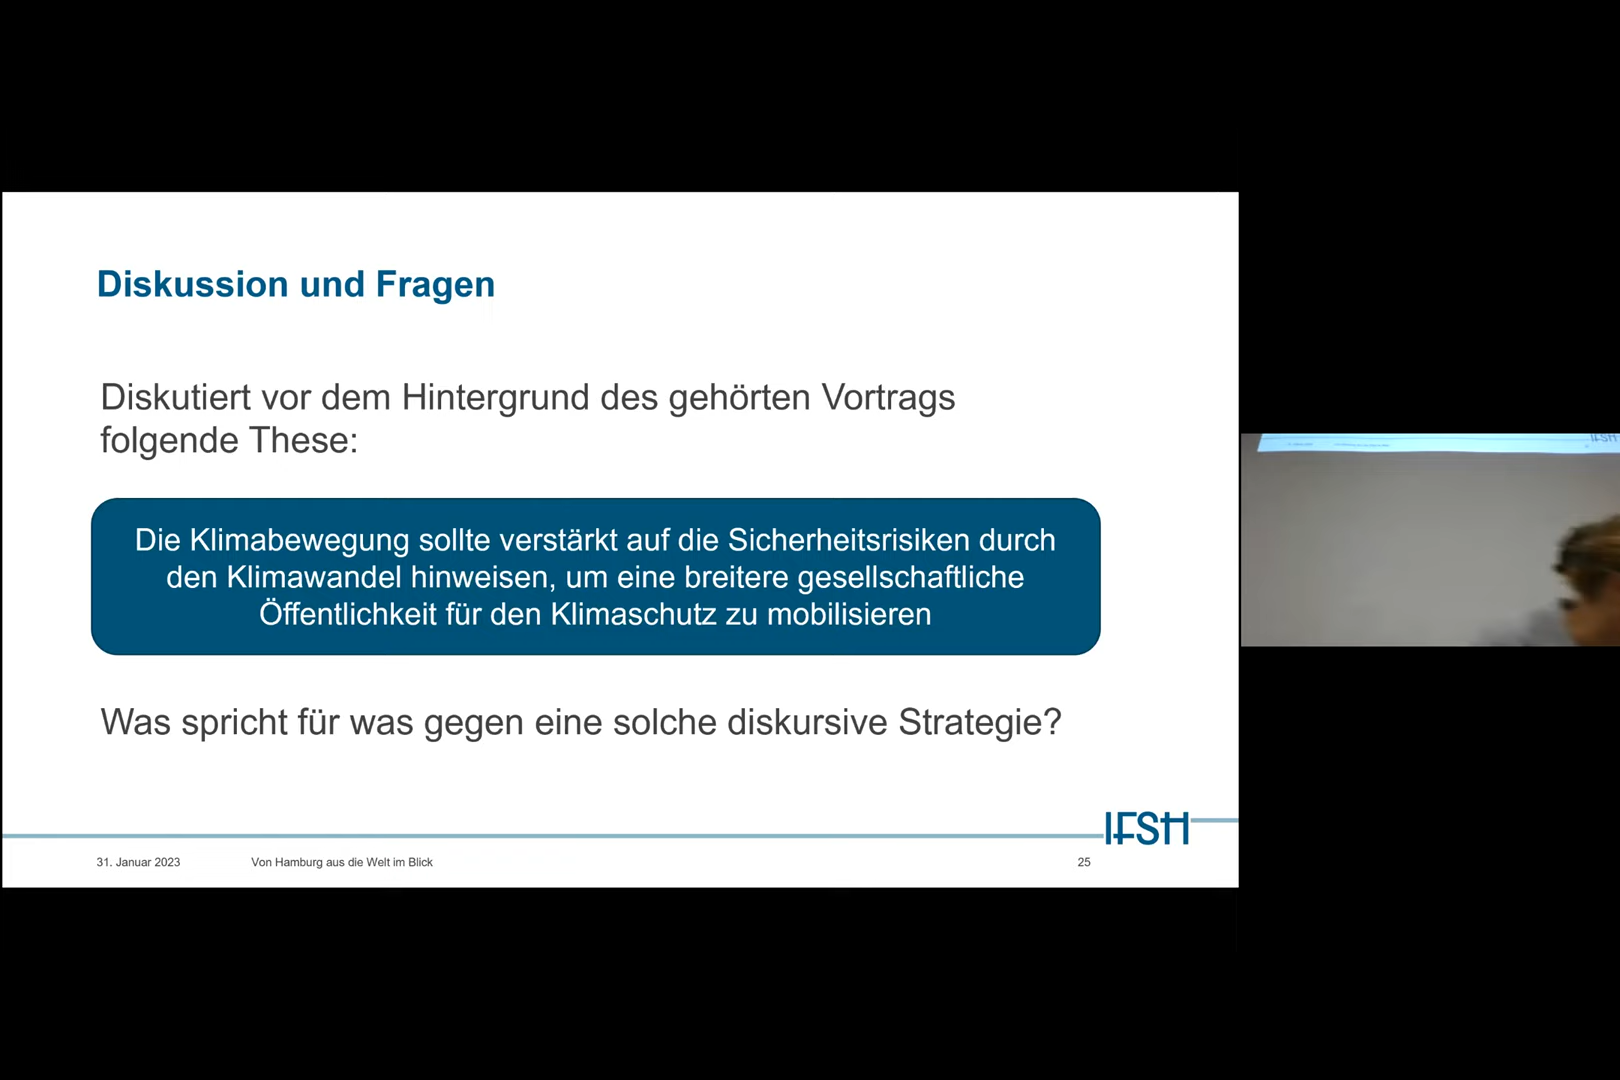 Diskussion und Fragen
Diskutiert vor dem Hintergrund des gehörten Vortrags
folgende These:
Die Klimabewegung sollte verstärkt auf die Sicherheitsrisiken durch
den Klimawandel hinweisen, um eine breitere gesellschaftliche
Öffentlichkeit für den Klimaschutz zu mobilisieren
Was spricht für was gegen eine solche diskursive Strategie?
IFSH
31. Januar 2023
Von Hamburg aus die Welt im Blick
25
IFSH